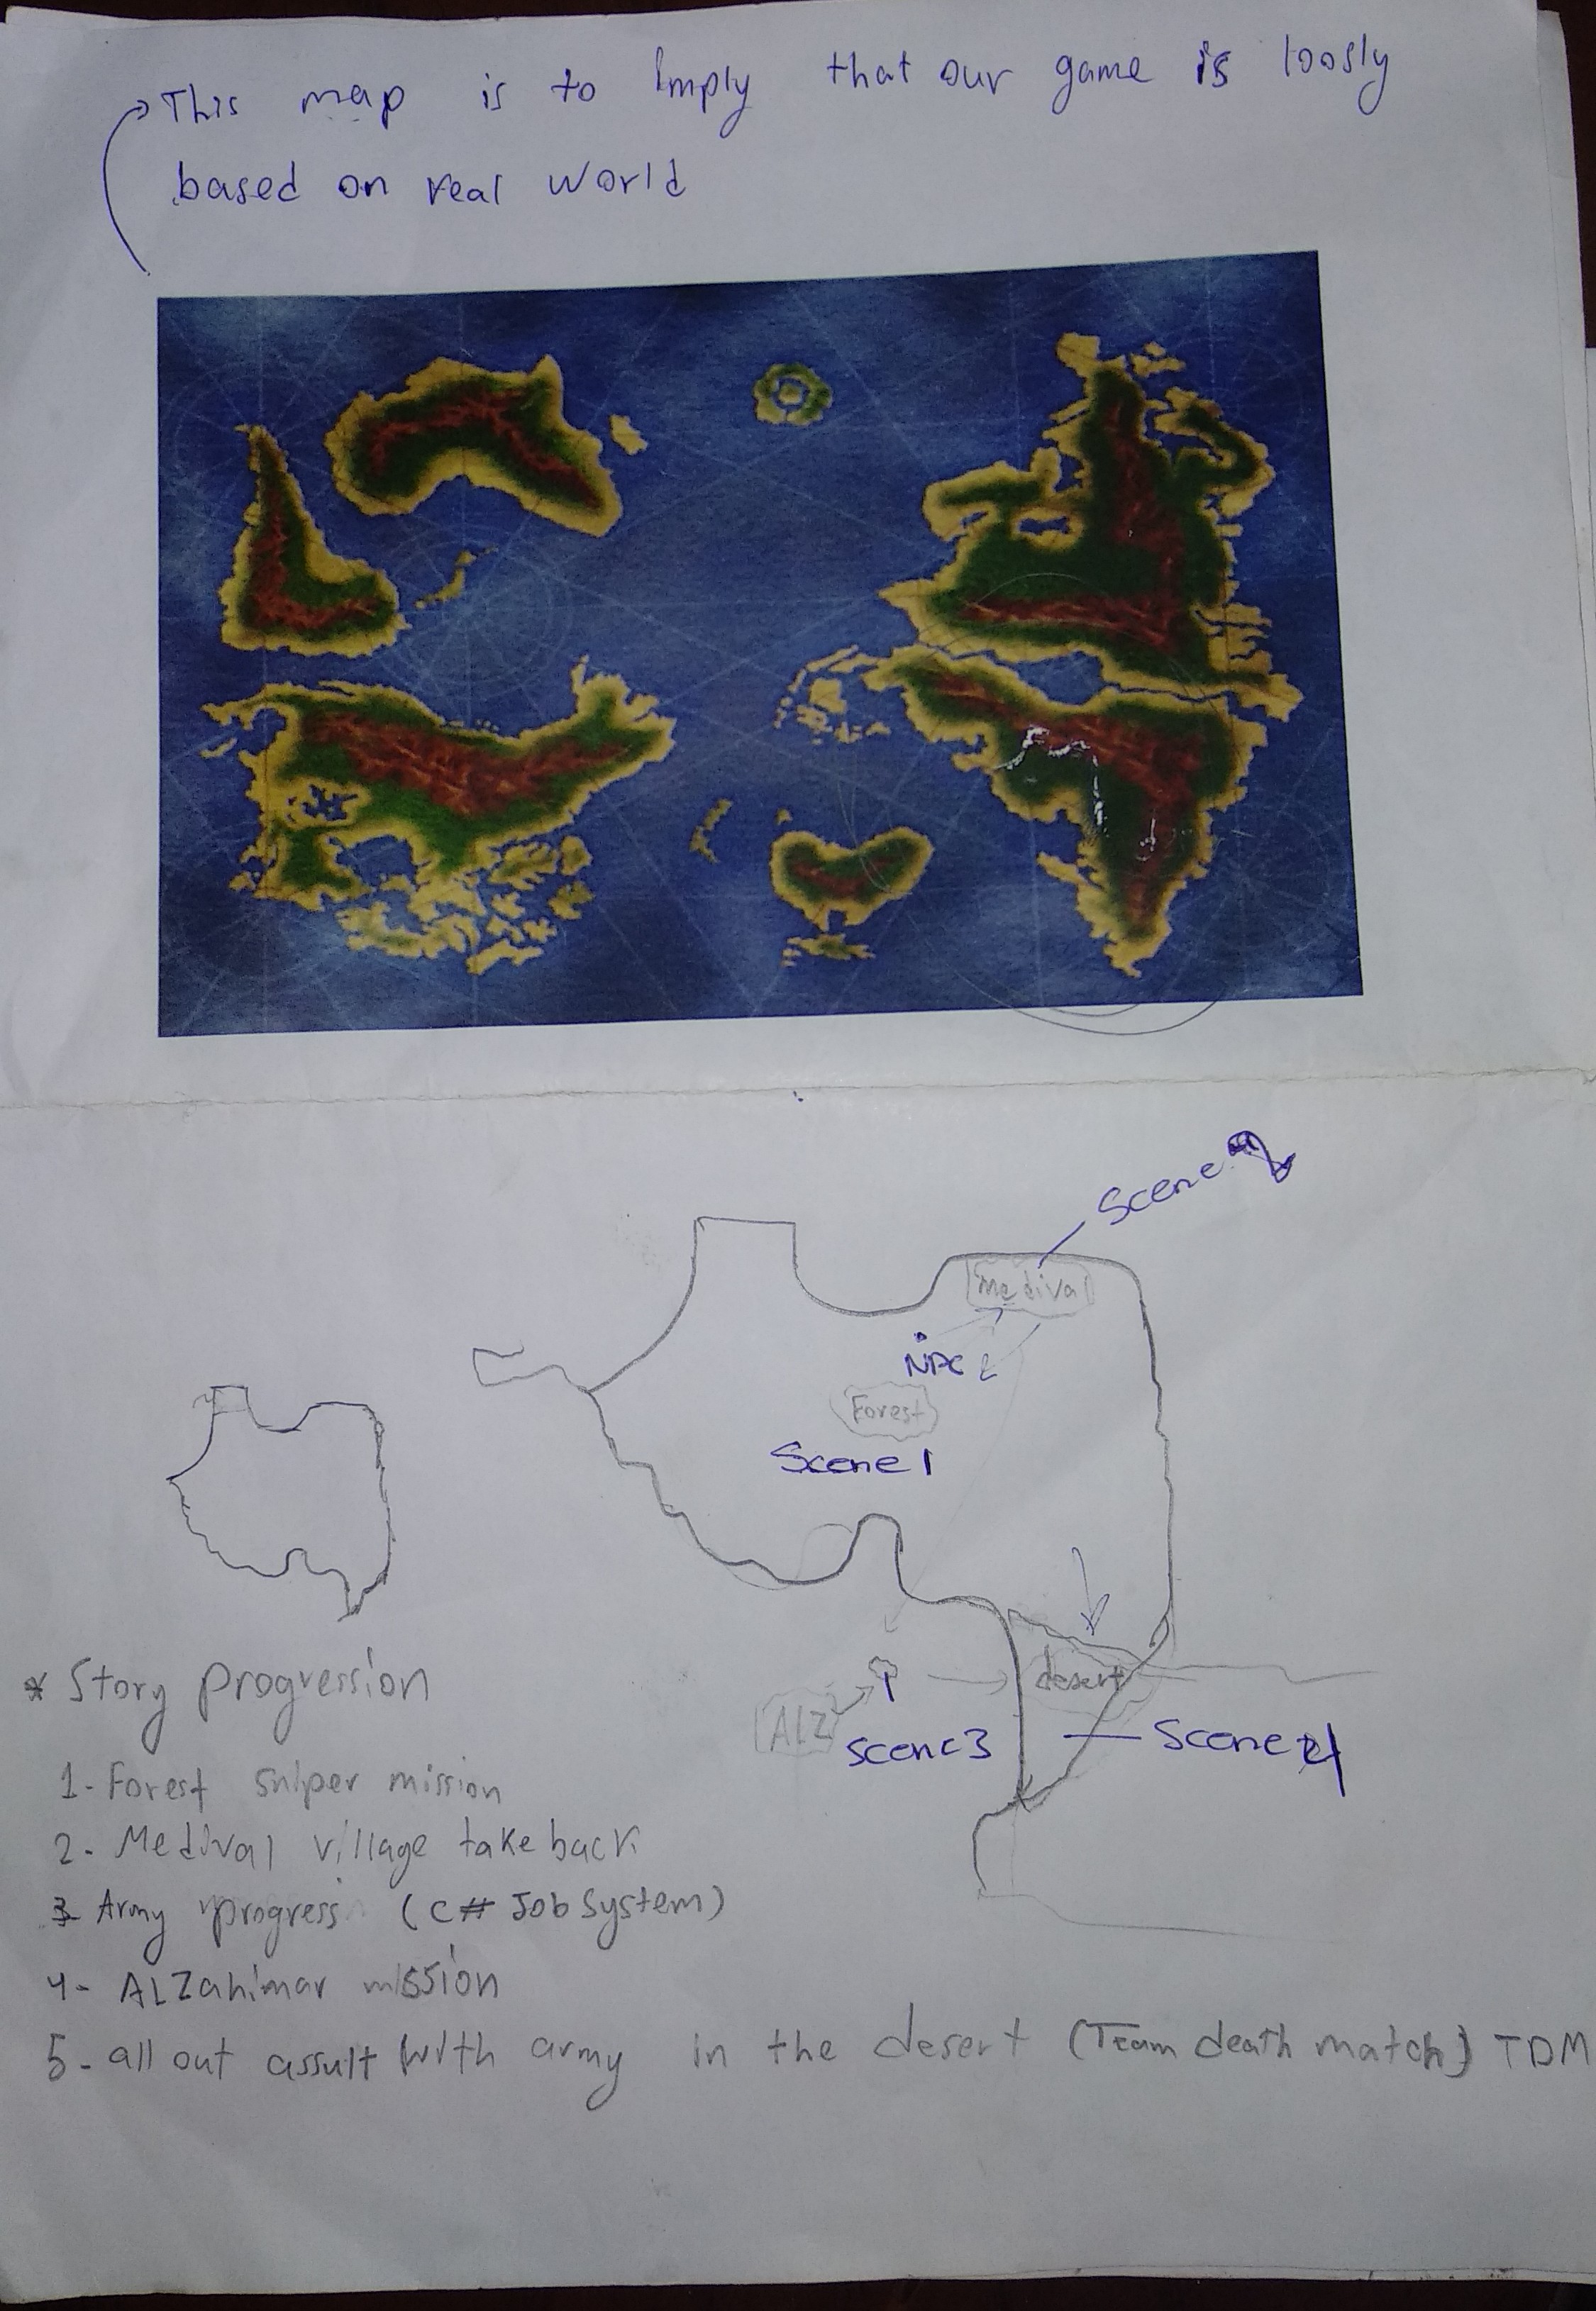 This map is to Imply that our game is loosly
based on real world
Scene 2
Medival
NPC
Forest
Scene 1
desert
ALZ
Scene 3
Scene 4
* Story progression
1- Forest sniper mission
2- Medival village take back
3- Army progress (C# Job System)
4- ALZahimar mission
5- all out assult with army in the desert (Team death match) TDM